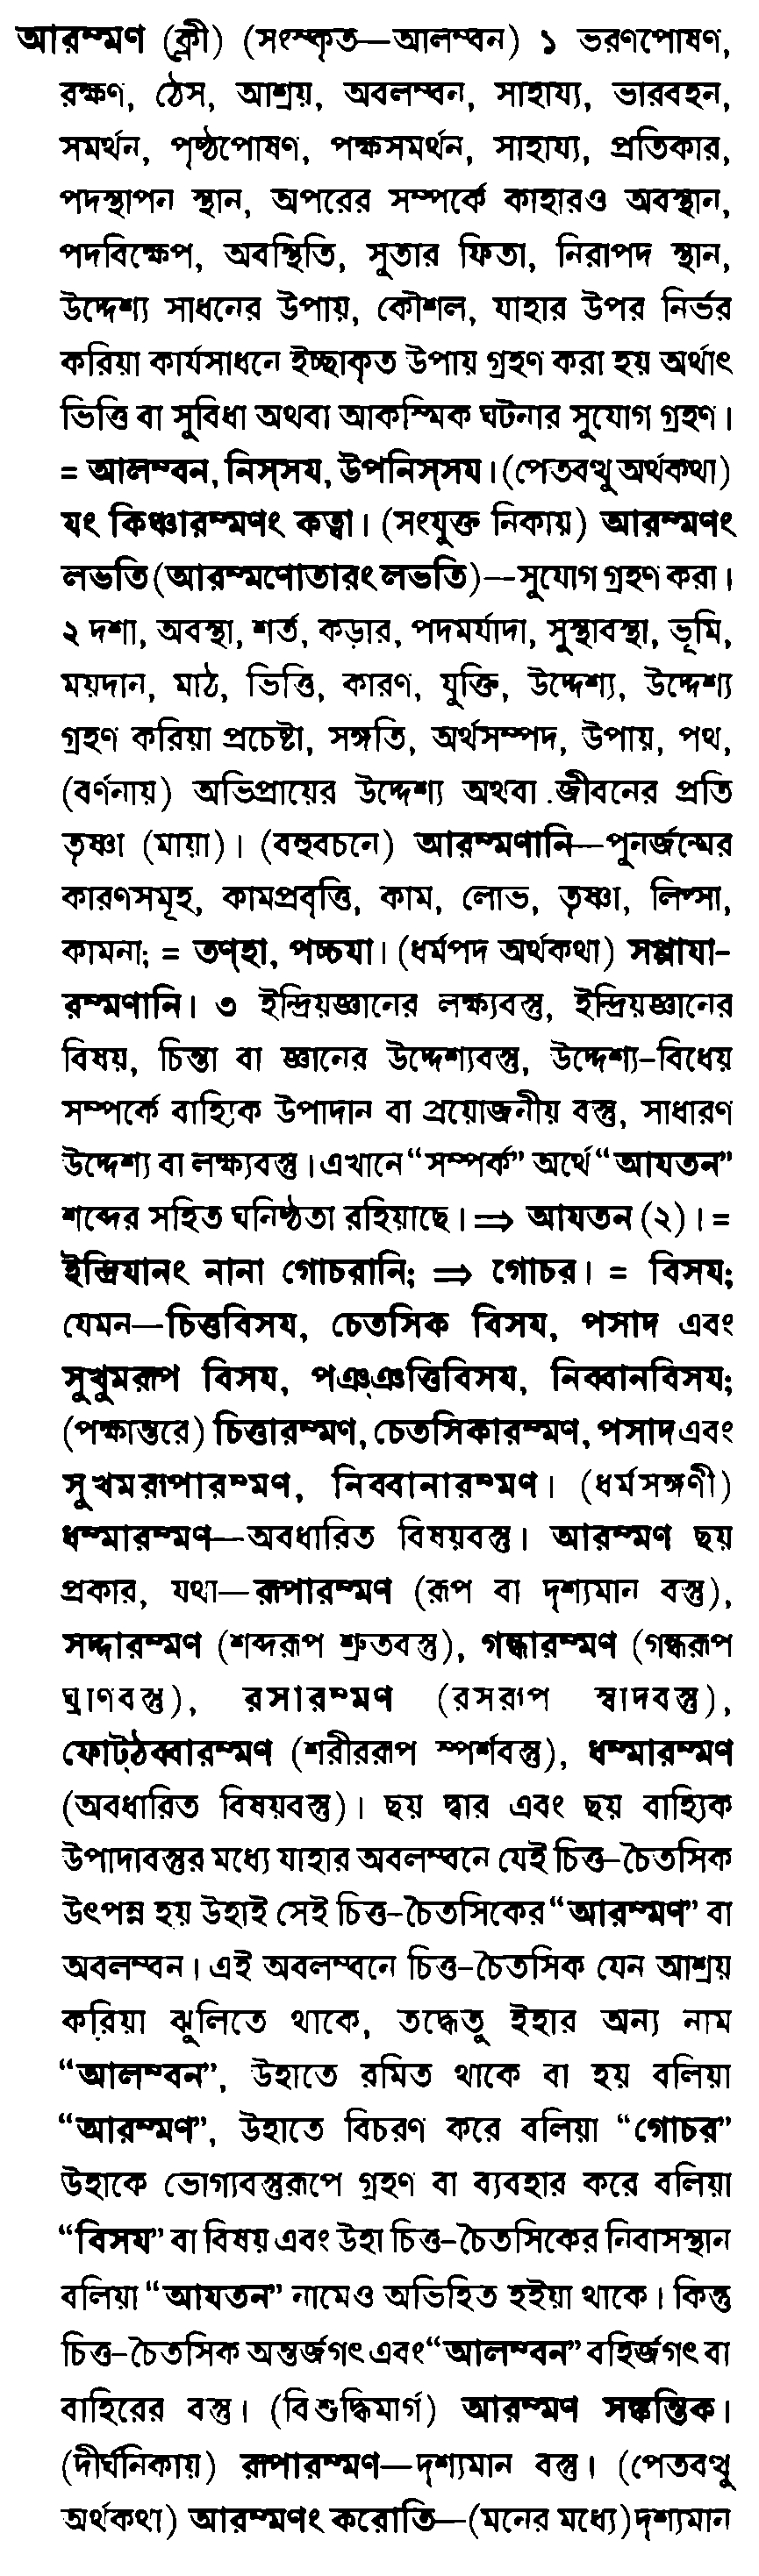 আরম্মণ (ক্লী) (সংস্কৃত—আলম্বন) ১ ভরণপোষণ,
রক্ষণ, ঠেস, আশ্রয়, অবলম্বন, সাহায্য, ভারবহন,
সমর্থন, পৃষ্ঠপোষণ, পক্ষসমর্থন, সাহায্য, প্রতিকার,
পদস্থাপন স্থান, অপরের সম্পর্কে কাহারও অবস্থান,
পদবিক্ষেপ, অবস্থিতি, সুতার ফিতা, নিরাপদ স্থান,
উদ্দেশ্য সাধনের উপায়, কৌশল, যাহার উপর নির্ভর
করিয়া কার্যসাধনে ইচ্ছাকৃত উপায় গ্রহণ করা হয় অর্থাৎ
ভিত্তি বা সুবিধা অথবা আকস্মিক ঘটনার সুযোগ গ্রহণ।
= আলম্বন, নিস্সয, উপনিস্সয। (পেতবত্থু অর্থকথা)
যং কিঞ্চারম্মণং কত্বা। (সংযুক্ত নিকায়) আরম্মণং
লভতি (আরম্মণোতারং লভতি)—সুযোগ গ্রহণ করা।
২ দশা, অবস্থা, শর্ত, কড়ার, পদমর্যাদা, সুস্থাবস্থা, ভূমি,
ময়দান, মাঠ, ভিত্তি, কারণ, যুক্তি, উদ্দেশ্য, উদ্দেশ্য
গ্রহণ করিয়া প্রচেষ্টা, সঙ্গতি, অর্থসম্পদ, উপায়, পথ,
(বর্ণনায়) অভিপ্রায়ের উদ্দেশ্য অথবা জীবনের প্রতি
তৃষ্ণা (মায়া)। (বহুবচনে) আরম্মণানি—পুনর্জন্মের
কারণসমূহ, কামপ্রবৃত্তি, কাম, লোভ, তৃষ্ণা, লিপ্সা,
কামনা; = তণ্হা, পচ্চযা। (ধর্মপদ অর্থকথা) সপ্পাযা-
রম্মণানি। ৩ ইন্দ্রিয়জ্ঞানের লক্ষ্যবস্তু, ইন্দ্রিয়জ্ঞানের
বিষয়, চিন্তা বা জ্ঞানের উদ্দেশ্যবস্তু, উদ্দেশ্য-বিধেয়
সম্পর্কে বাহ্যিক উপাদান বা প্রয়োজনীয় বস্তু, সাধারণ
উদ্দেশ্য বা লক্ষ্যবস্তু। এখানে “সম্পর্ক” অর্থে “আযতন”
শব্দের সহিত ঘনিষ্ঠতা রহিয়াছে। ⇒ আযতন (২)। =
ইন্দ্রিযানং নানা গোচরানি; ⇒ গোচর। = বিসয;
যেমন—চিত্তবিসয, চেতসিক বিসয, পসাদ এবং
সুখুমরূপ বিসয, পঞ্ঞত্তিবিসয, নিব্বানবিসয;
(পক্ষান্তরে) চিত্তারম্মণ, চেতসিকারম্মণ, পসাদ এবং
সুখমরূপারম্মণ, নিব্বানারম্মণ। (ধর্মসঙ্গণী)
ধম্মারম্মণ—অবধারিত বিষয়বস্তু। আরম্মণ ছয়
প্রকার, যথা—রূপারম্মণ (রূপ বা দৃশ্যমান বস্তু),
সদ্দারম্মণ (শব্দরূপ শ্রুতবস্তু), গন্ধারম্মণ (গন্ধরূপ
ঘ্রাণবস্তু), রসারম্মণ (রসরূপ স্বাদবস্তু),
ফোট্ঠব্বারম্মণ (শরীররূপ স্পর্শবস্তু), ধম্মারম্মণ
(অবধারিত বিষয়বস্তু)। ছয় দ্বার এবং ছয় বাহ্যিক
উপাদাবস্তুর মধ্যে যাহার অবলম্বনে যেই চিত্ত-চৈতসিক
উৎপন্ন হয় উহাই সেই চিত্ত-চৈতসিকের “আরম্মণ” বা
অবলম্বন। এই অবলম্বনে চিত্ত-চৈতসিক যেন আশ্রয়
করিয়া ঝুলিতে থাকে, তদ্ধেতু ইহার অন্য নাম
“আলম্বন”, উহাতে রমিত থাকে বা হয় বলিয়া
“আরম্মণ”, উহাতে বিচরণ করে বলিয়া “গোচর”
উহাকে ভোগ্যবস্তুরূপে গ্রহণ বা ব্যবহার করে বলিয়া
“বিসয” বা বিষয় এবং উহা চিত্ত-চৈতসিকের নিবাসস্থান
বলিয়া “আযতন” নামেও অভিহিত হইয়া থাকে। কিন্তু
চিত্ত-চৈতসিক অন্তর্জগৎ এবং “আলম্বন” বহির্জগৎ বা
বাহিরের বস্তু। (বিশুদ্ধিমার্গ) আরম্মণ সঙ্কন্তিক।
(দীর্ঘনিকায়) রূপারম্মণ—দৃশ্যমান বস্তু। (পেতবত্থু
অর্থকথা) আরম্মণং করোতি—(মনের মধ্যে) দৃশ্যমান